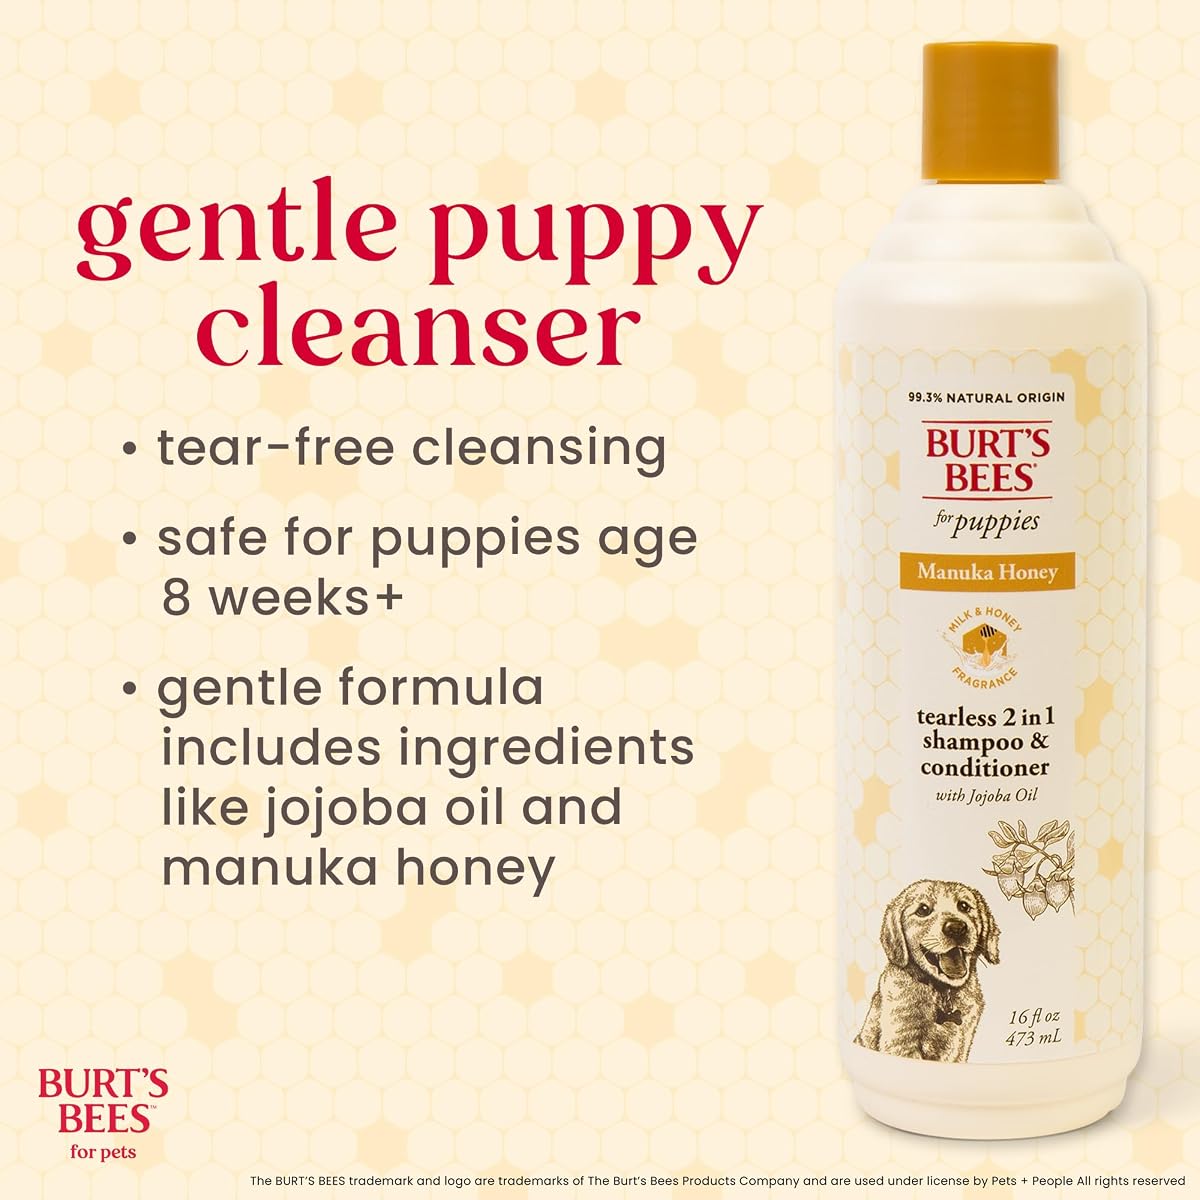 gentle puppy
cleanser
• tear-free cleansing
• safe for puppies age
8 weeks+
• gentle formula
includes ingredients
like jojoba oil and
manuka honey
99.3% NATURAL ORIGIN
BURT'S
BEES®
for puppies
Manuka Honey
MILK & HONEY
FRAGRANCE
tearless 2 in 1
shampoo &
conditioner
with Jojoba Oil
16 fl oz
473 mL
BURT'S
BEES™
for pets
The BURT'S BEES trademark and logo are trademarks of The Burt's Bees Products Company and are used under license by Pets + People All rights reserved